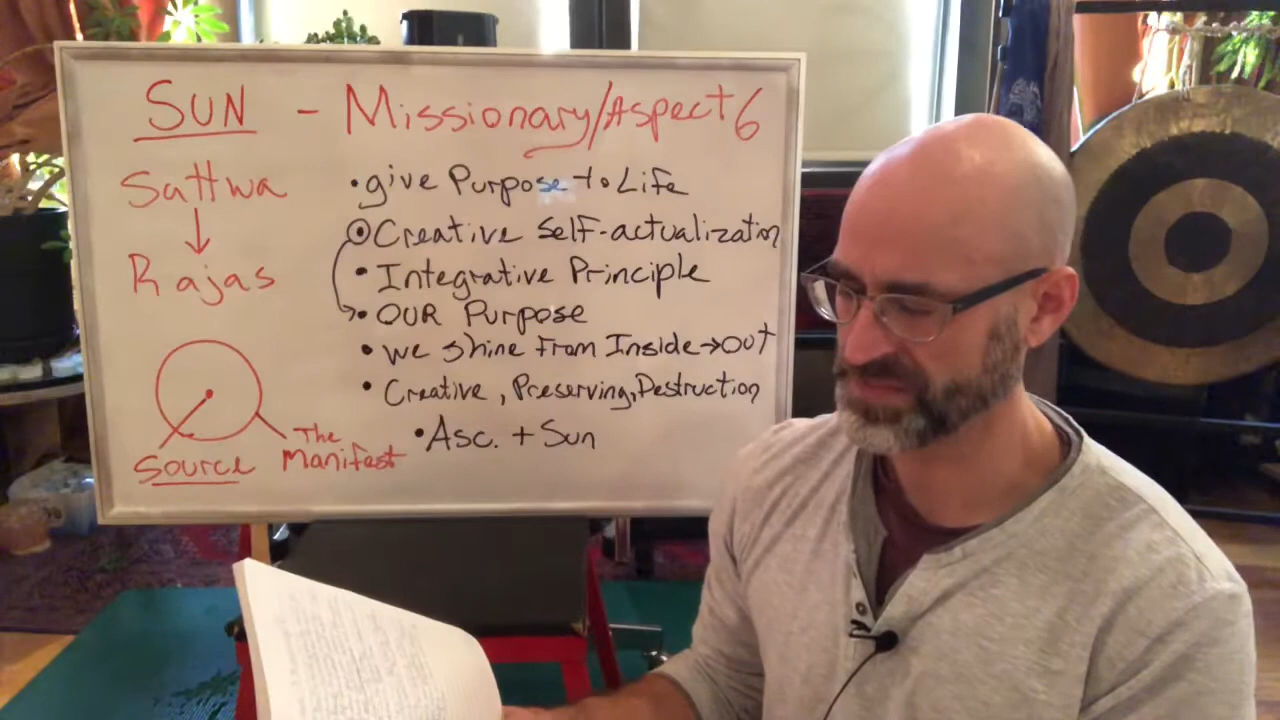 SUN - Missionary/Aspect 6
Sattwa
Rajas
• give Purpose to Life
Creative Self-actualization
• Integrative Principle
• OUR Purpose
• we shine From Inside→OUT
• Creative, Preserving, Destruction
• Asc. + Sun
Source
The
Manifest